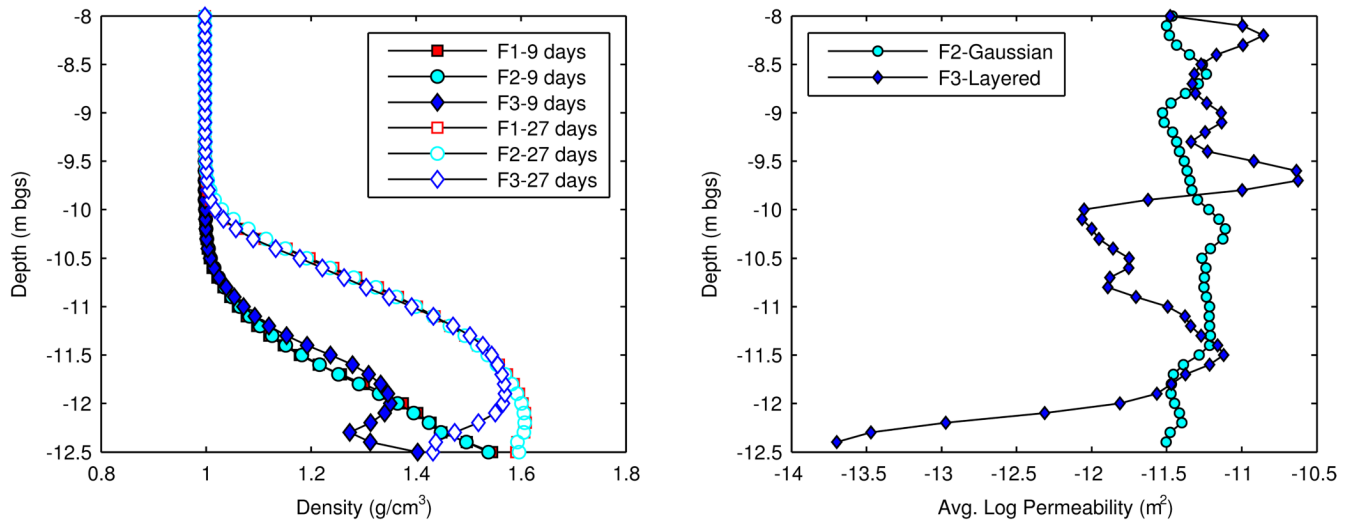 -8
-8.5
-9
-9.5
-10
-10.5
-11
-11.5
-12
-12.5
Depth (m bgs)
0.8 1 1.2 1.4 1.6 1.8
Density (g/cm³)
F1-9 days
F2-9 days
F3-9 days
F1-27 days
F2-27 days
F3-27 days
-8
-8.5
-9
-9.5
-10
-10.5
-11
-11.5
-12
-12.5
Depth (m bgs)
-14 -13.5 -13 -12.5 -12 -11.5 -11 -10.5
Avg. Log Permeability (m²)
F2-Gaussian
F3-Layered